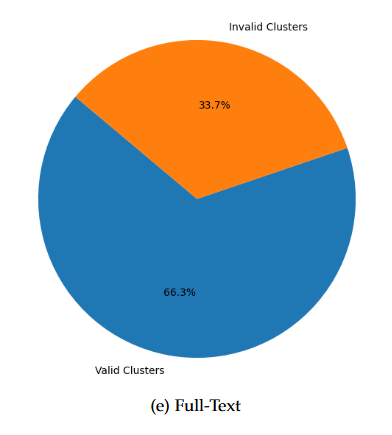 Invalid Clusters
33.7%
66.3%
Valid Clusters
(e) Full-Text